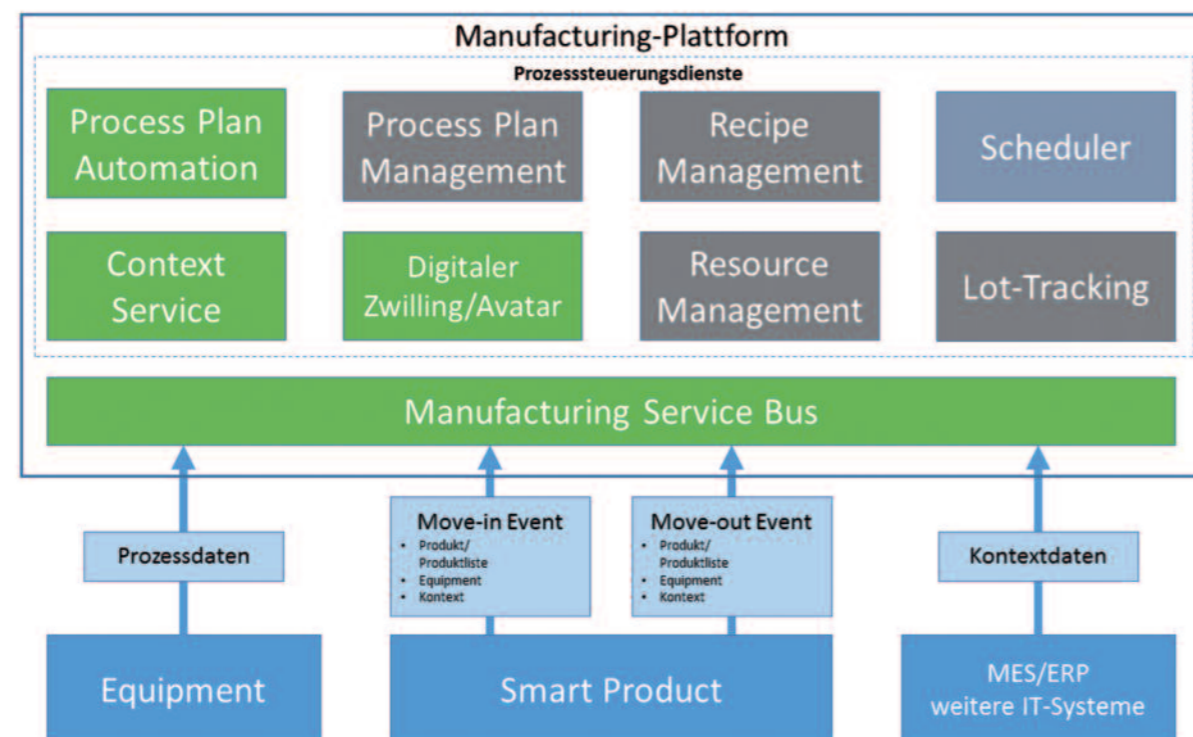 Manufacturing-Plattform
Prozesssteuerungsdienste
Process Plan
Automation
Process Plan
Management
Recipe
Management
Scheduler
Context
Service
Digitaler
Zwilling/Avatar
Resource
Management
Lot-Tracking
Manufacturing Service Bus
Prozessdaten
Move-in Event
• Produkt/
Produktliste
• Equipment
• Kontext
Move-out Event
• Produkt/
Produktliste
• Equipment
• Kontext
Kontextdaten
Equipment
Smart Product
MES/ERP
weitere IT-Systeme